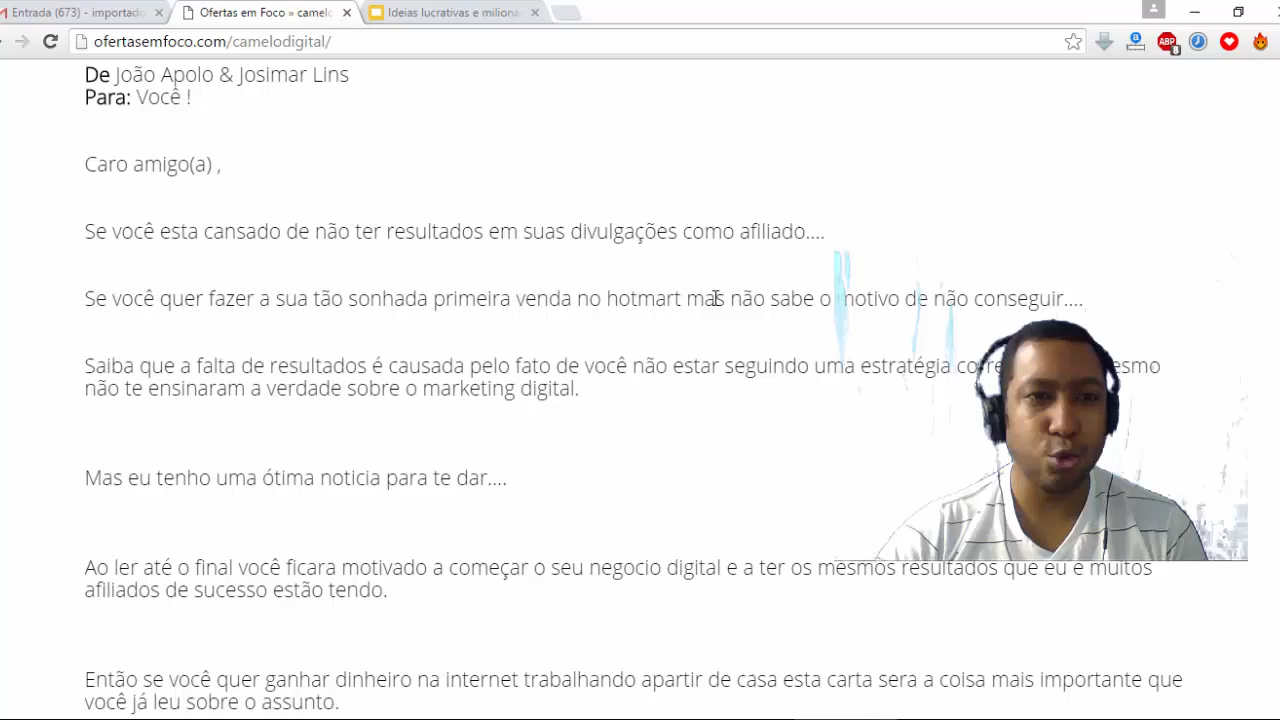 Entrada (673) - importado
Ofertas em Foco » camelo
Ideias lucrativas e milioná
ofertasemfoco.com/camelodigital/
ABP
De João Apolo & Josimar Lins
Para: Você !
Caro amigo(a) ,
Se você esta cansado de não ter resultados em suas divulgações como afiliado....
Se você quer fazer a sua tão sonhada primeira venda no hotmart mas não sabe o motivo de não conseguir....
Saiba que a falta de resultados é causada pelo fato de você não estar seguindo uma estratégia corre esmo
não te ensinaram a verdade sobre o marketing digital.
Mas eu tenho uma ótima noticia para te dar....
Ao ler até o final você ficara motivado a começar o seu negocio digital e a ter os mesmos resultados que eu e muitos
afiliados de sucesso estão tendo.
Então se você quer ganhar dinheiro na internet trabalhando apartir de casa esta carta sera a coisa mais importante que
você já leu sobre o assunto.